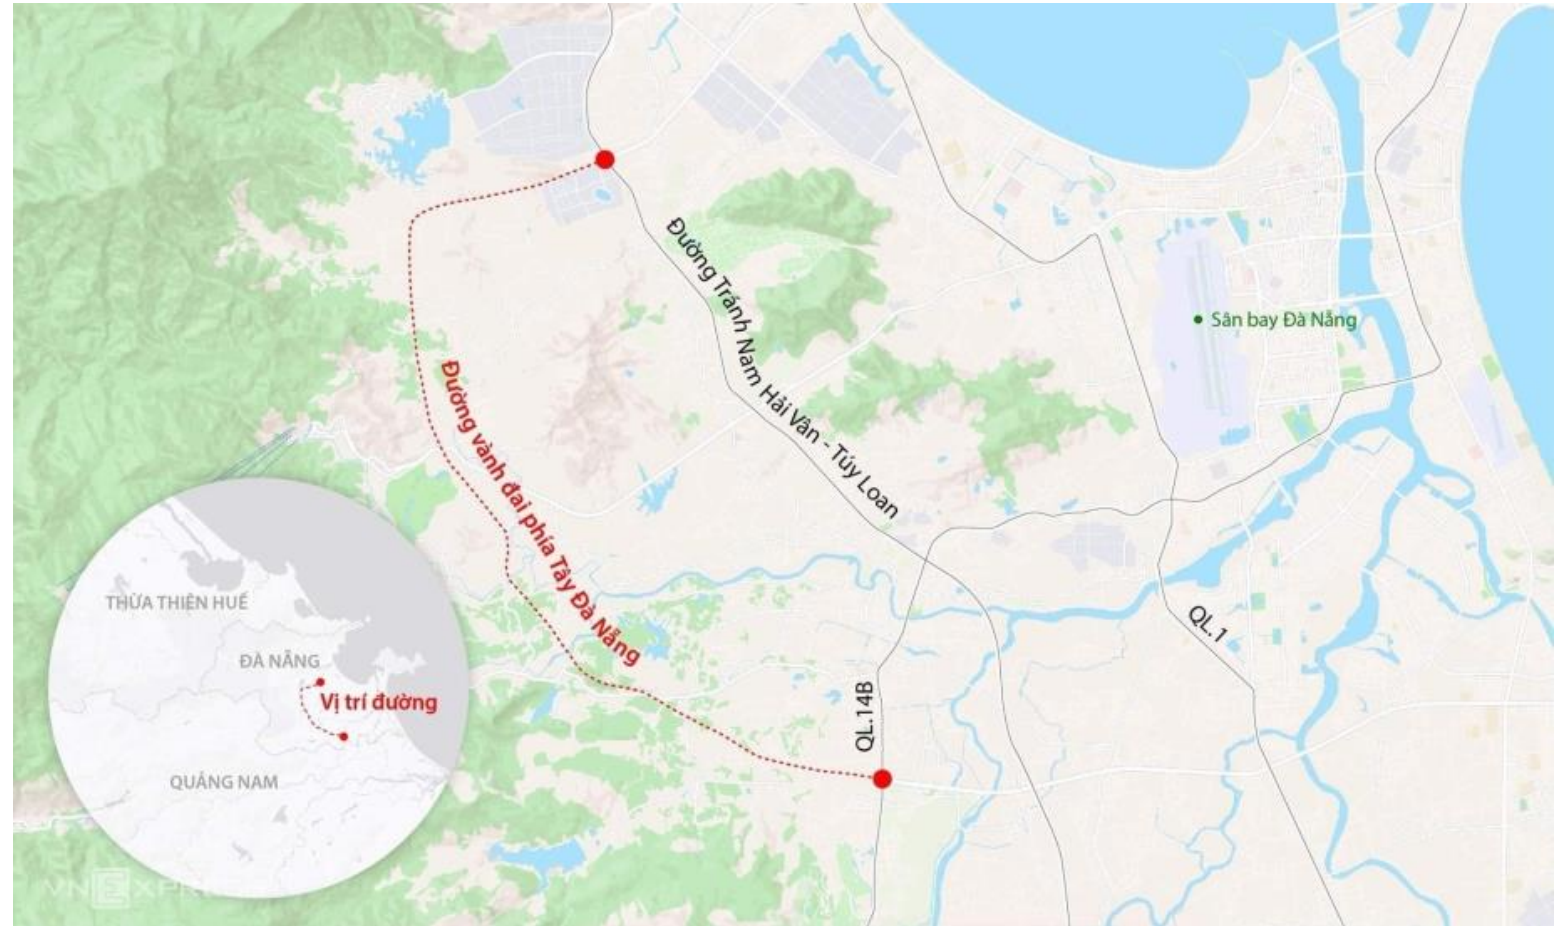 Đường Tránh Nam Hải Vân - Túy Loan
Sân bay Đà Nẵng
Đường vành đai phía Tây Đà Nẵng
QL.1
QL.14B
THỪA THIÊN HUẾ
ĐÀ NẴNG
Vị trí đường
QUẢNG NAM
VNEXPRESS